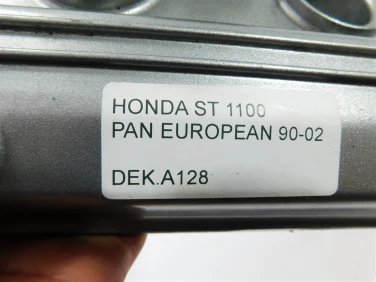 HONDA ST 1100
PAN EUROPEAN 90-02
DEK.A128